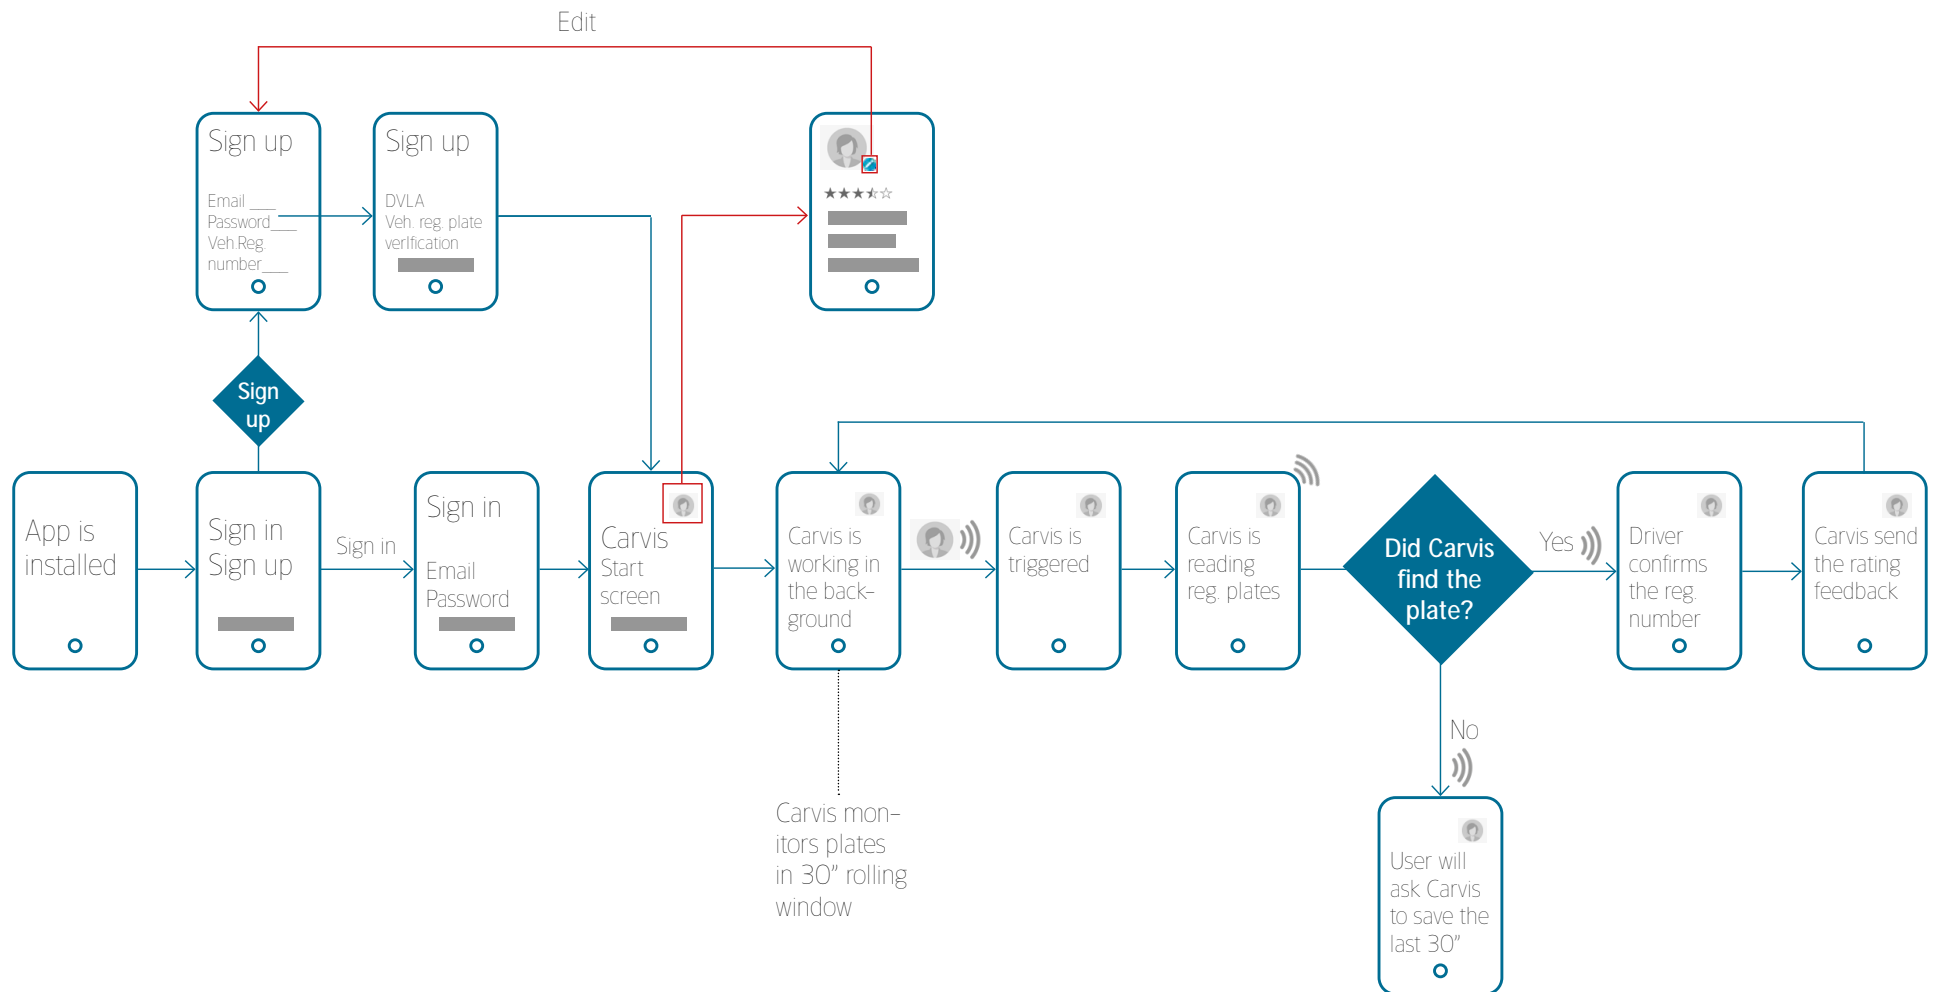 Edit
Sign up
Email ___
Password___
Veh.Reg.
number___
Sign up
DVLA
Veh. reg. plate
verification
Sign
up
App is
installed
Sign in
Sign up
Sign in
Sign in
Email
Password
Carvis
Start
screen
Carvis is
working in
the back-
ground
Carvis is
triggered
Carvis is
reading
reg. plates
Did Carvis
find the
plate?
Yes
Driver
confirms
the reg.
number
Carvis send
the rating
feedback
No
Carvis mon-
itors plates
in 30” rolling
window
User will
ask Carvis
to save the
last 30”